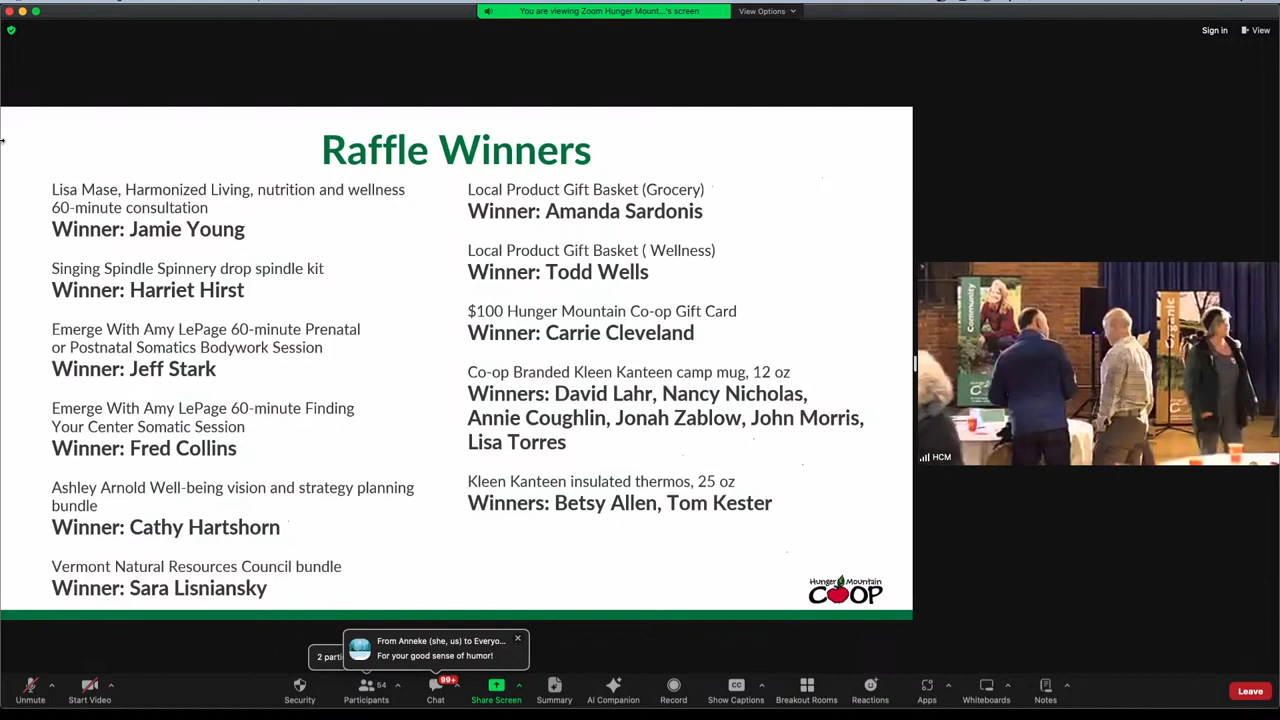 You are viewing Zoom Hunger Mount...'s screen
View Options
Sign in
View
Raffle Winners
Lisa Mase, Harmonized Living, nutrition and wellness
60-minute consultation
Winner: Jamie Young
Singing Spindle Spinnery drop spindle kit
Winner: Harriet Hirst
Emerge With Amy LePage 60-minute Prenatal
or Postnatal Somatics Bodywork Session
Winner: Jeff Stark
Emerge With Amy LePage 60-minute Finding
Your Center Somatic Session
Winner: Fred Collins
Ashley Arnold Well-being vision and strategy planning
bundle
Winner: Cathy Hartshorn
Vermont Natural Resources Council bundle
Winner: Sara Lisniansky
Local Product Gift Basket (Grocery)
Winner: Amanda Sardonis
Local Product Gift Basket ( Wellness)
Winner: Todd Wells
$100 Hunger Mountain Co-op Gift Card
Winner: Carrie Cleveland
Co-op Branded Kleen Kanteen camp mug, 12 oz
Winners: David Lahr, Nancy Nicholas,
Annie Coughlin, Jonah Zablow, John Morris,
Lisa Torres
Kleen Kanteen insulated thermos, 25 oz
Winners: Betsy Allen, Tom Kester
Hunger Mountain
COOP
Community
Organic
HCM
From Anneke (she, us) to Everyo...
For your good sense of humor!
2 parti
54
99+
Unmute
Start Video
Security
Participants
Chat
Share Screen
Summary
AI Companion
Record
CC
Show Captions
Breakout Rooms
Reactions
Apps
Whiteboards
Notes
Leave